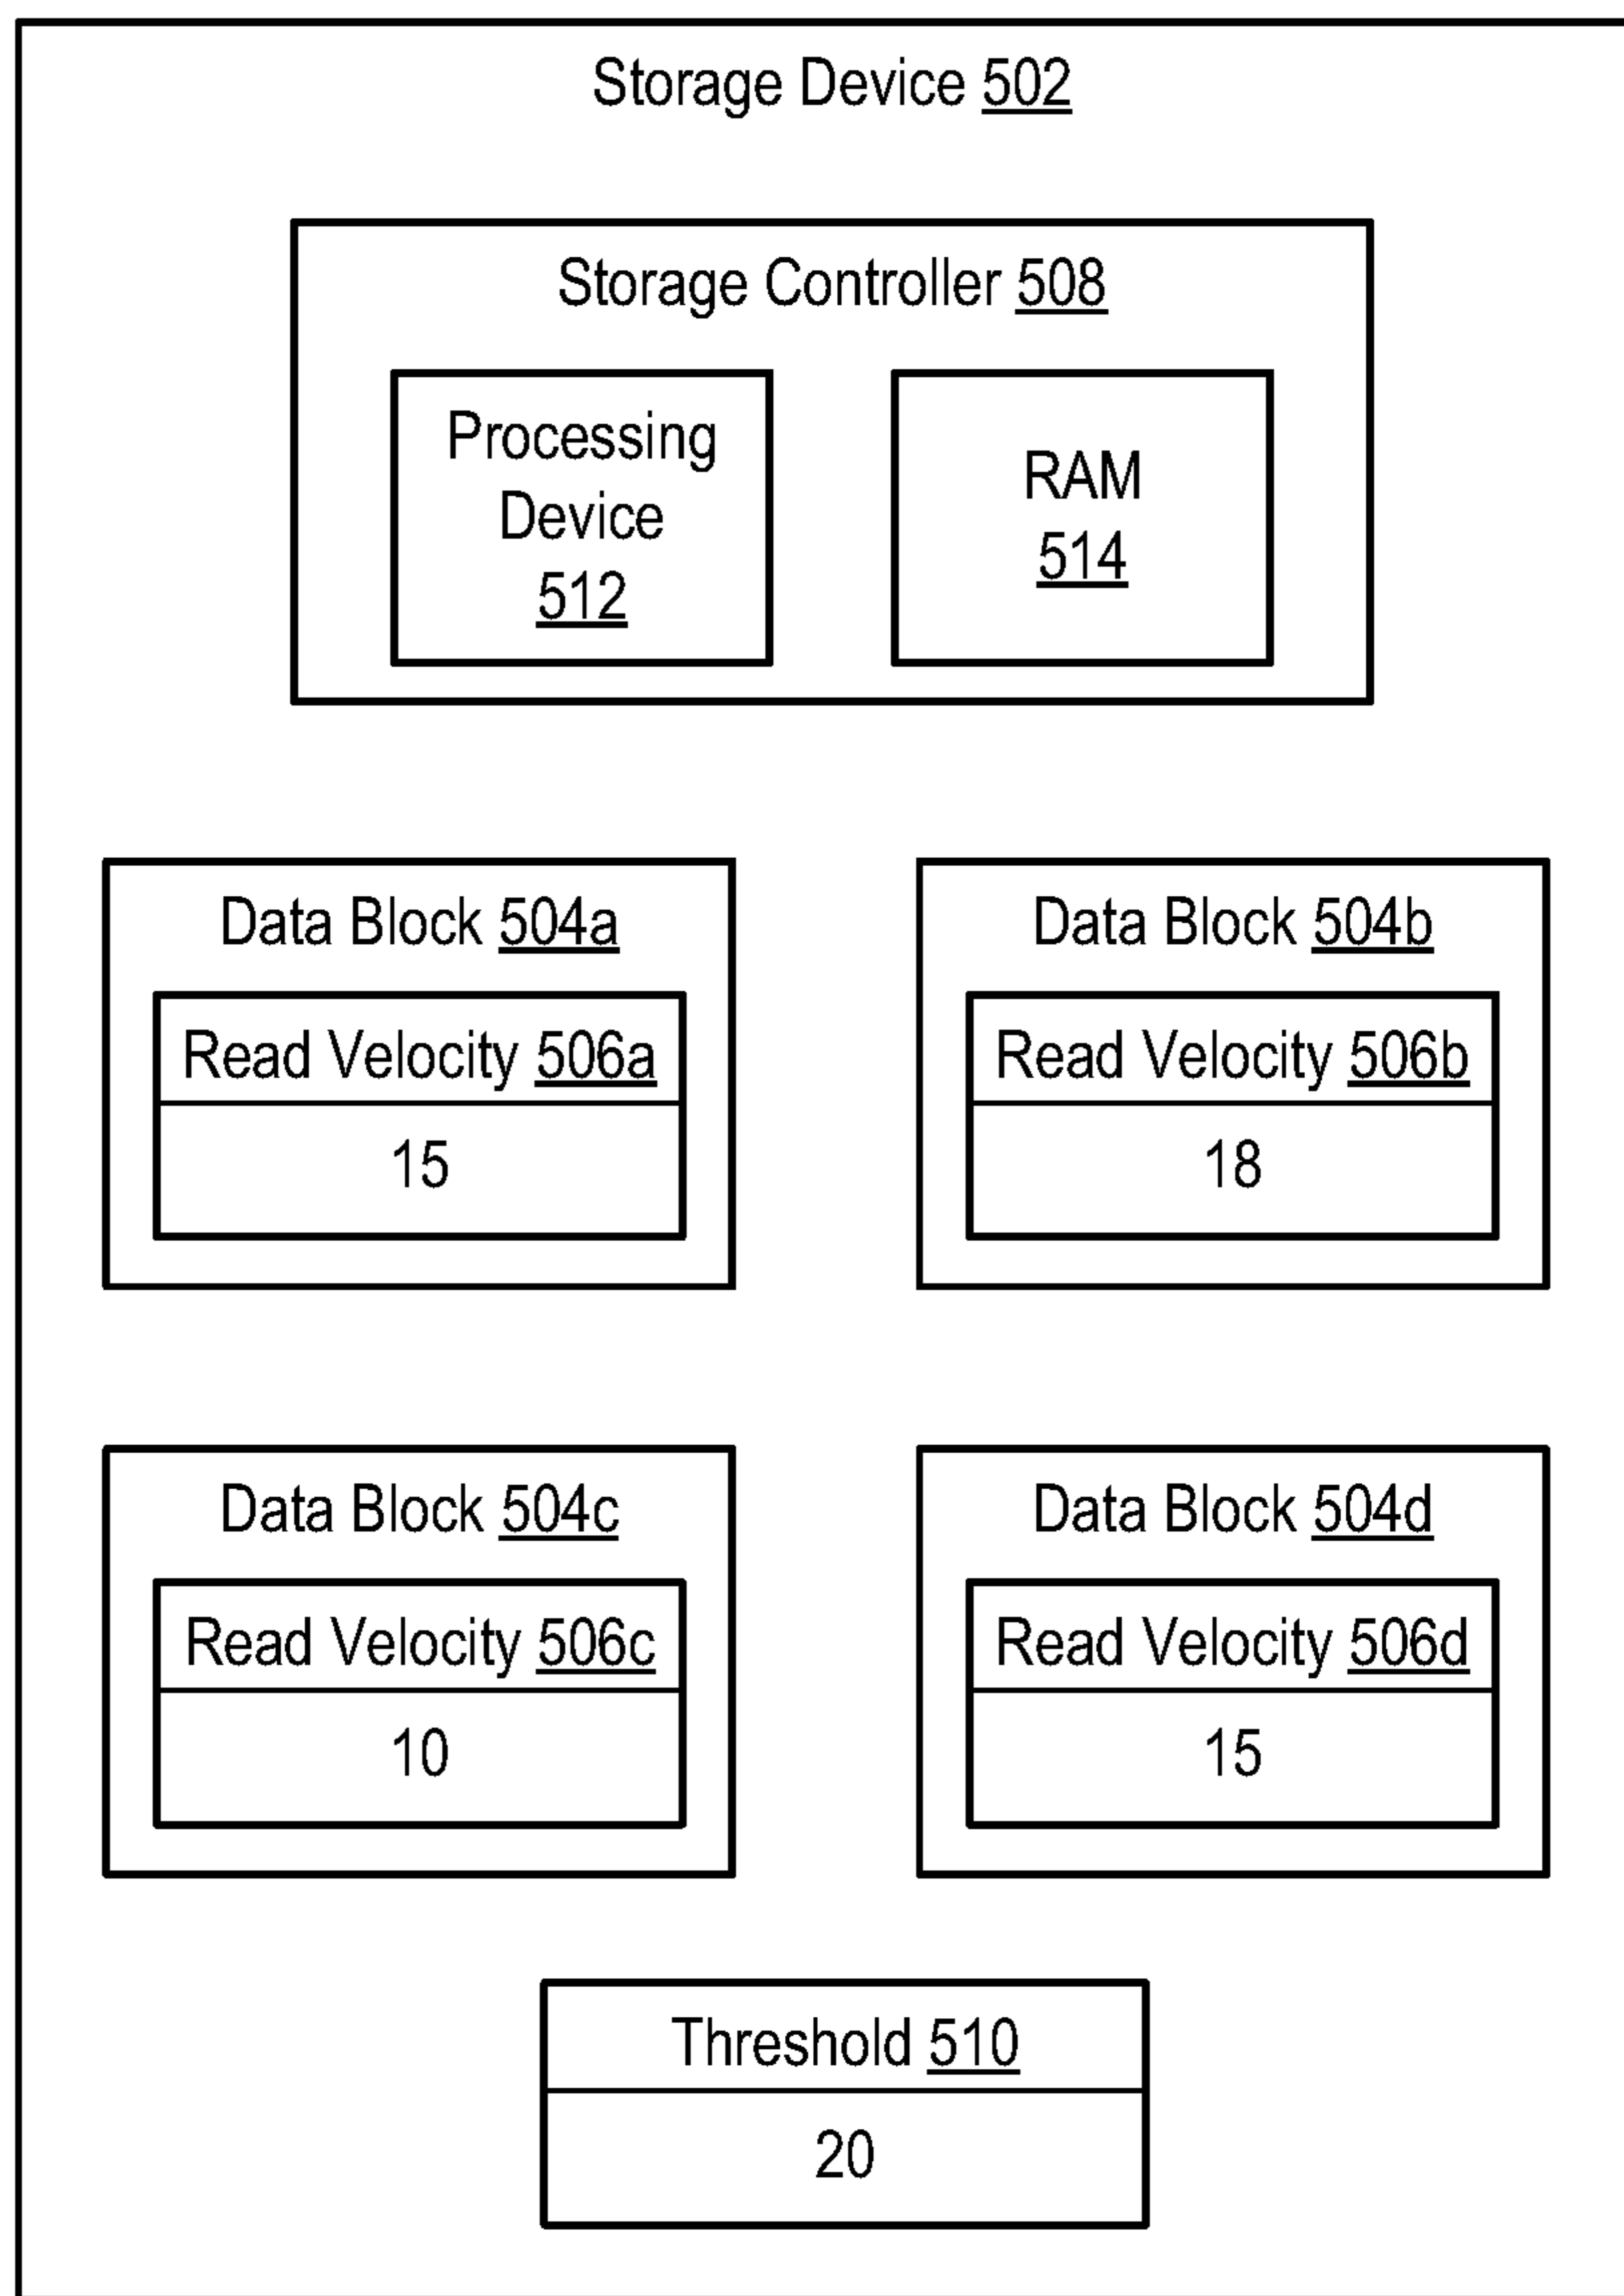 Storage Device 502
Storage Controller 508
Processing
Device
512
RAM
514
Data Block 504a
Read Velocity 506a
15
Data Block 504b
Read Velocity 506b
18
Data Block 504c
Read Velocity 506c
10
Data Block 504d
Read Velocity 506d
15
Threshold 510
20